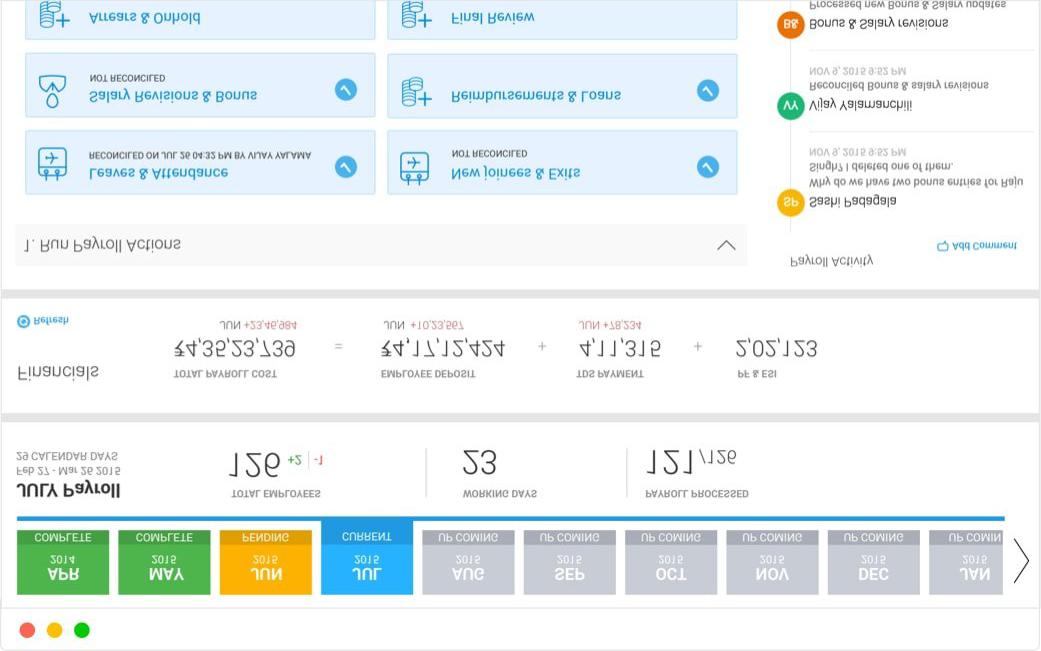 APR
2014
COMPLETE
MAY
2015
COMPLETE
JUN
2015
PENDING
JUL
2015
CURRENT
AUG
2015
UP COMING
SEP
2015
UP COMING
OCT
2015
UP COMING
NOV
2015
UP COMING
DEC
2015
UP COMING
JAN
2015
UP COMIN
JULY Payroll
Feb 27 - Mar 26 2015
29 CALENDAR DAYS
TOTAL EMPLOYEES
126 +2 -1
WORKING DAYS
23
PAYROLL PROCESSED
121/126
Financials
Refresh
TOTAL PAYROLL COST
₹4,35,23,739
JUN +23,46,984
=
EMPLOYEE DEPOSIT
₹4,17,12,424
JUN +10,23,567
+
TDS PAYMENT
4,11,315
JUN +78,234
+
PF & ESI
2,02,123
1. Run Payroll Actions
Leaves & Attendance
RECONCILED ON JUL 26 04:32 PM BY VIJAY YALAMA
New joinees & Exits
NOT RECONCILED
Salary Revisions & Bonus
NOT RECONCILED
Reimbursements & Loans
Arrears & Onhold
Final Review
Payroll Activity
Add Comment
SP
Sashi Padagala
Why do we have two bonus entries for Raju
Singh? I deleted one of them.
NOV 9, 2015 9:52 PM
VY
Vijay Yalamanchili
Reconciled Bonus & salary revisions
NOV 9, 2015 9:52 PM
B&
Bonus & Salary revisions
Processed new Bonus & Salary updates